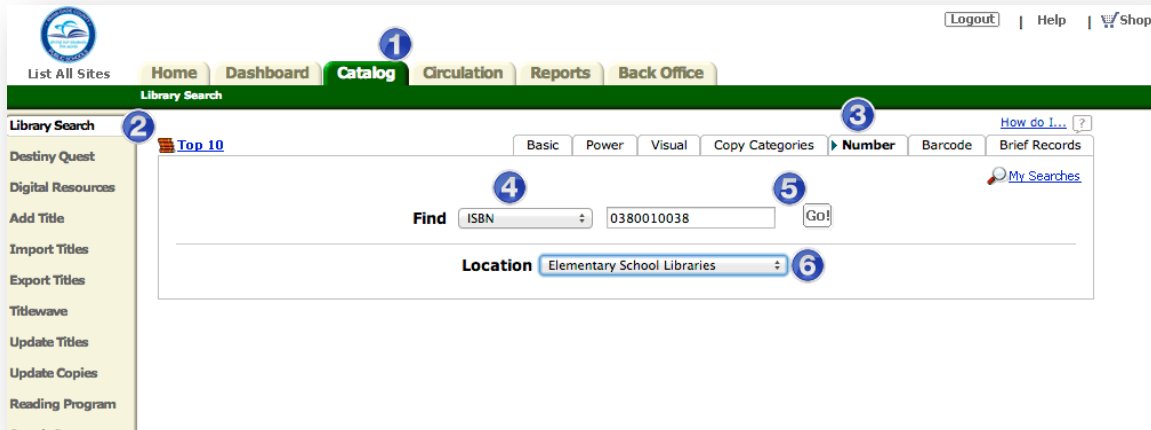 Logout | Help | Shop
1
List All Sites
Home Dashboard Catalog Circulation Reports Back Office
Library Search
Library Search 2
3
How do I... ?
Top 10
Basic Power Visual Copy Categories Number Barcode Brief Records
Destiny Quest
Digital Resources
My Searches
4 5
Add Title
Find ISBN 0380010038 Go!
Import Titles
Location Elementary School Libraries 6
Export Titles
Titlewave
Update Titles
Update Copies
Reading Program